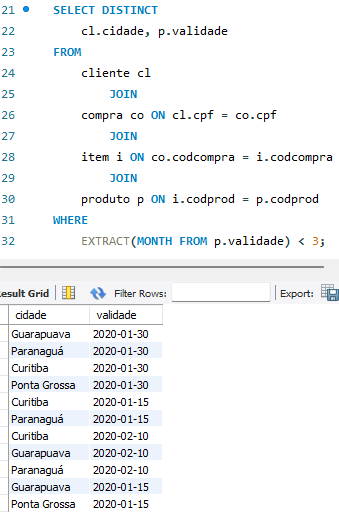 21 SELECT DISTINCT
22 cl.cidade, p.validade
23 FROM
24 cliente cl
25 JOIN
26 compra co ON cl.cpf = co.cpf
27 JOIN
28 item i ON co.codcompra = i.codcompra
29 JOIN
30 produto p ON i.codprod = p.codprod
31 WHERE
32 EXTRACT(MONTH FROM p.validade) < 3;
Result Grid Filter Rows: Export:
cidade validade
Guarapuava 2020-01-30
Paranaguá 2020-01-30
Curitiba 2020-01-30
Ponta Grossa 2020-01-30
Curitiba 2020-01-15
Paranaguá 2020-01-15
Curitiba 2020-02-10
Guarapuava 2020-02-10
Paranaguá 2020-02-10
Guarapuava 2020-01-15
Ponta Grossa 2020-01-15